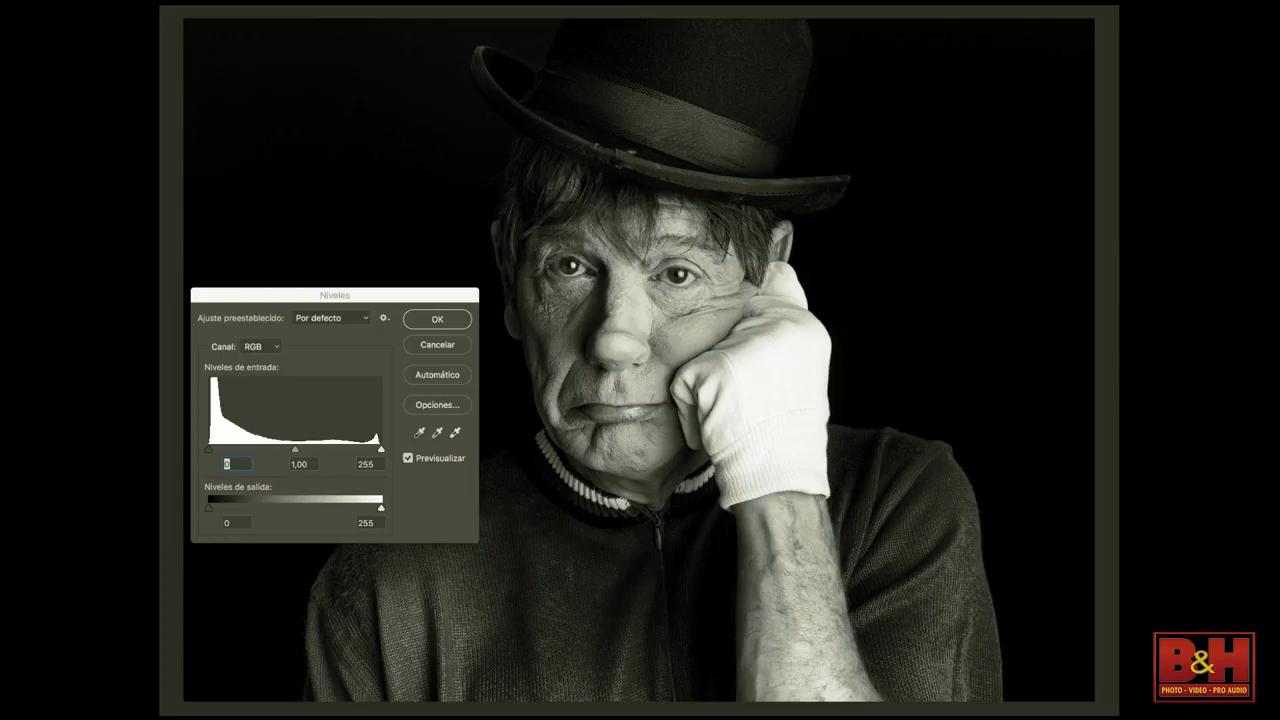 Niveles
Ajuste preestablecido: Por defecto
OK
Canal: RGB
Cancelar
Niveles de entrada:
Automático
Opciones...
Previsualizar
0 1,00 255
Niveles de salida:
0 255
B&H
PHOTO - VIDEO - PRO AUDIO